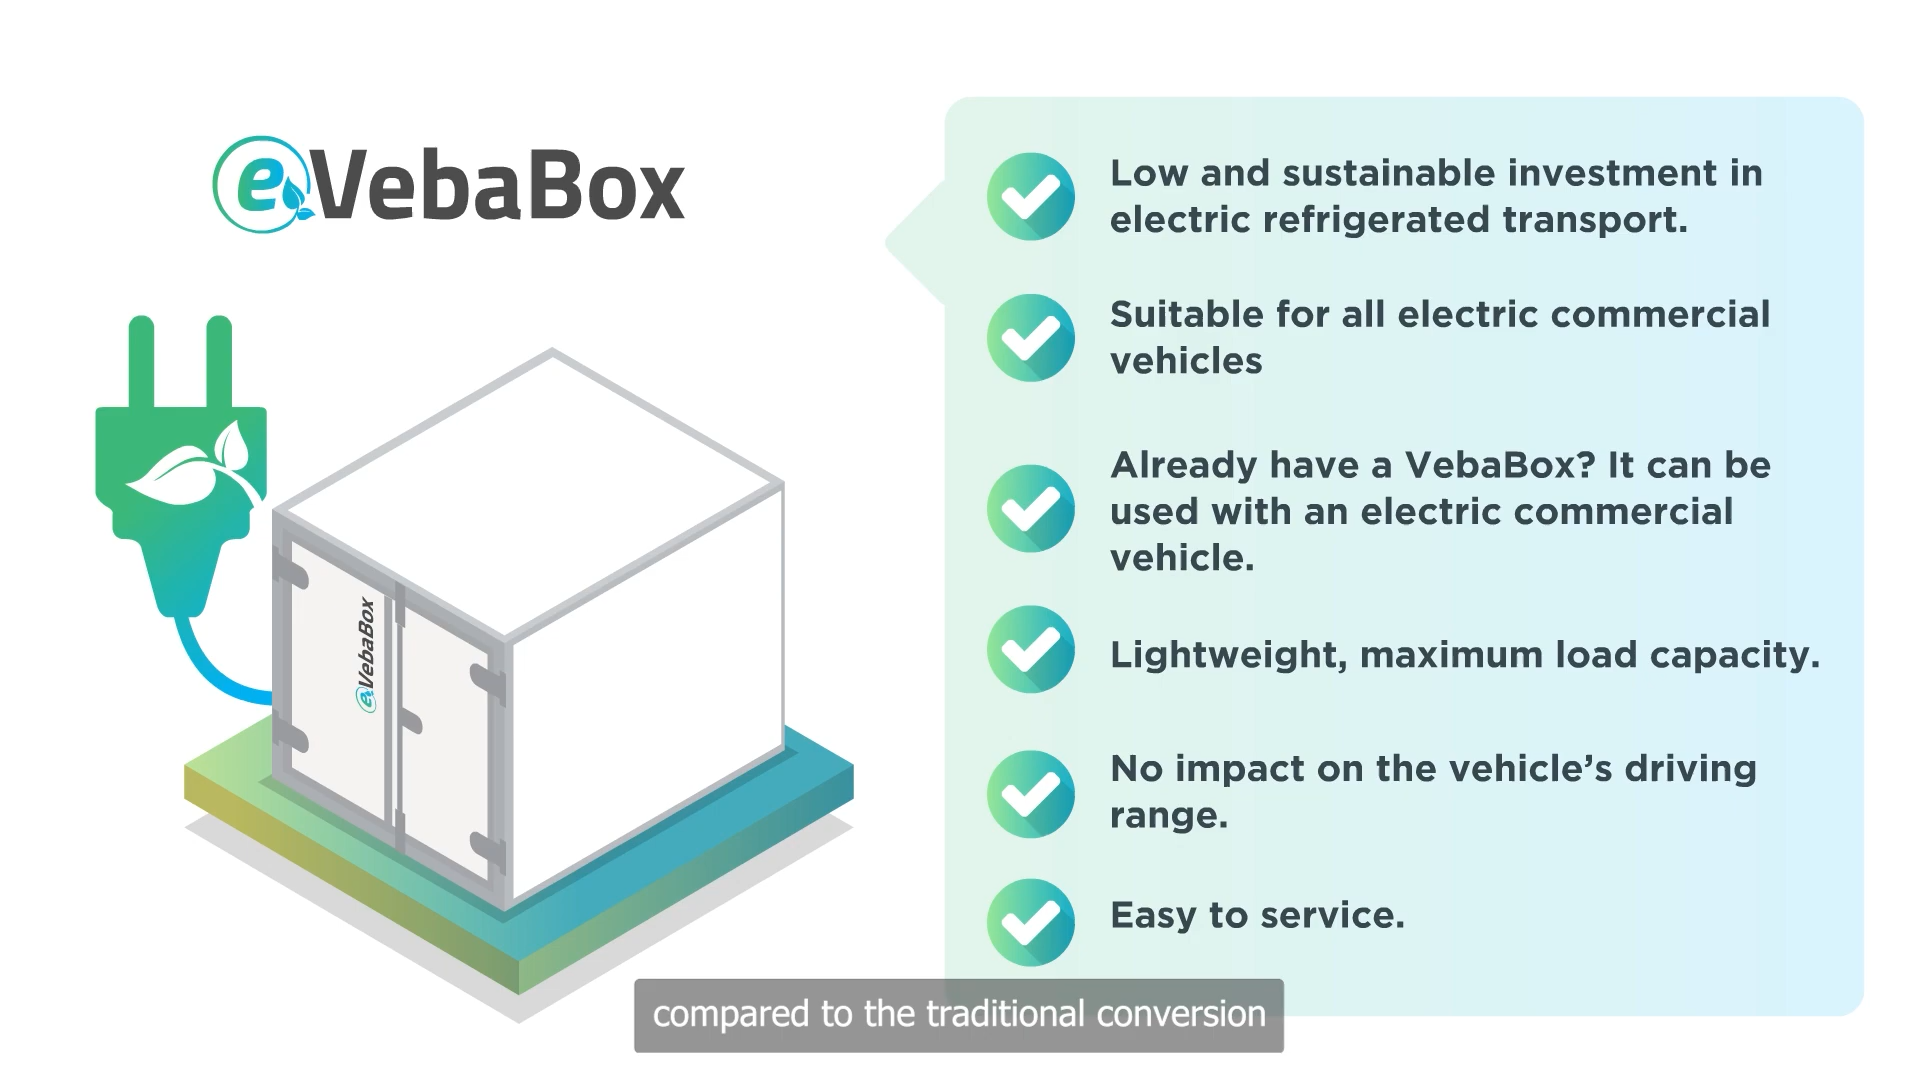 eVebaBox
Low and sustainable investment in
electric refrigerated transport.
Suitable for all electric commercial
vehicles
Already have a VebaBox? It can be
used with an electric commercial
vehicle.
Lightweight, maximum load capacity.
No impact on the vehicle’s driving
range.
Easy to service.
eVebaBox
compared to the traditional conversion